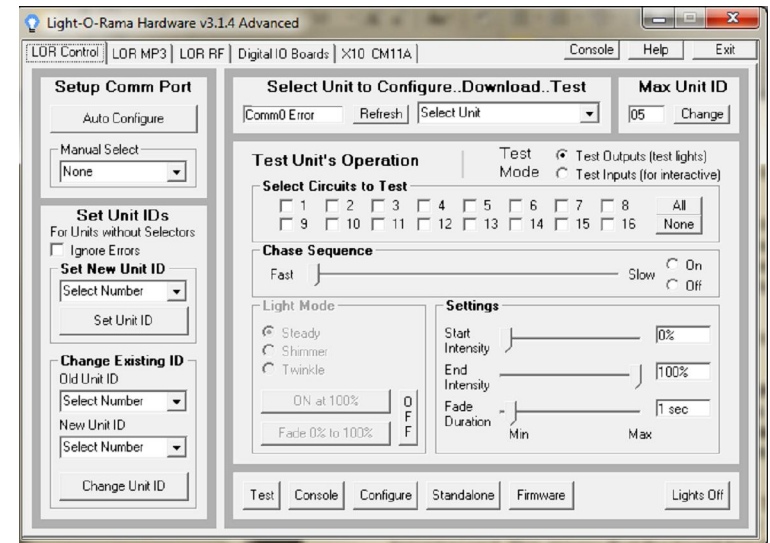 Light-O-Rama Hardware v3.1.4 Advanced
LOR Control LOR MP3 LOR RF Digital IO Boards X10 CM11A Console Help Exit
Setup Comm Port
Auto Configure
Manual Select
None
Set Unit IDs
For Units without Selectors
Ignore Errors
Set New Unit ID
Select Number
Set Unit ID
Change Existing ID
Old Unit ID
Select Number
New Unit ID
Select Number
Change Unit ID
Select Unit to Configure..Download..Test
Comm0 Error Refresh Select Unit
Max Unit ID
05 Change
Test Unit's Operation
Test Mode
Test Outputs (test lights)
Test Inputs (for interactive)
Select Circuits to Test
1 2 3 4 5 6 7 8 All
9 10 11 12 13 14 15 16 None
Chase Sequence
Fast Slow
On
Off
Light Mode
Steady
Shimmer
Twinkle
ON at 100%
Fade 0% to 100%
OFF
Settings
Start Intensity 0%
End Intensity 100%
Fade Duration 1 sec
Min Max
Test Console Configure Standalone Firmware Lights Off